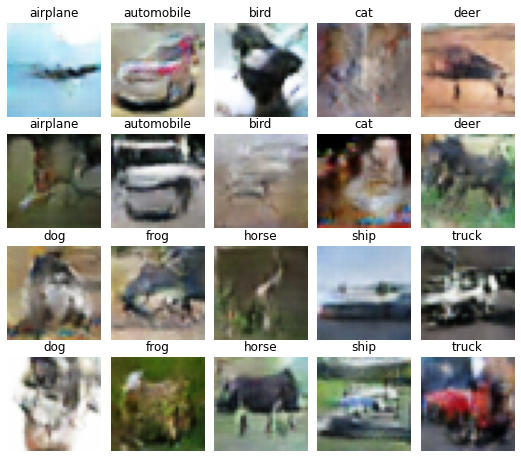 airplane automobile bird cat deer
airplane automobile bird cat deer
dog frog horse ship truck
dog frog horse ship truck